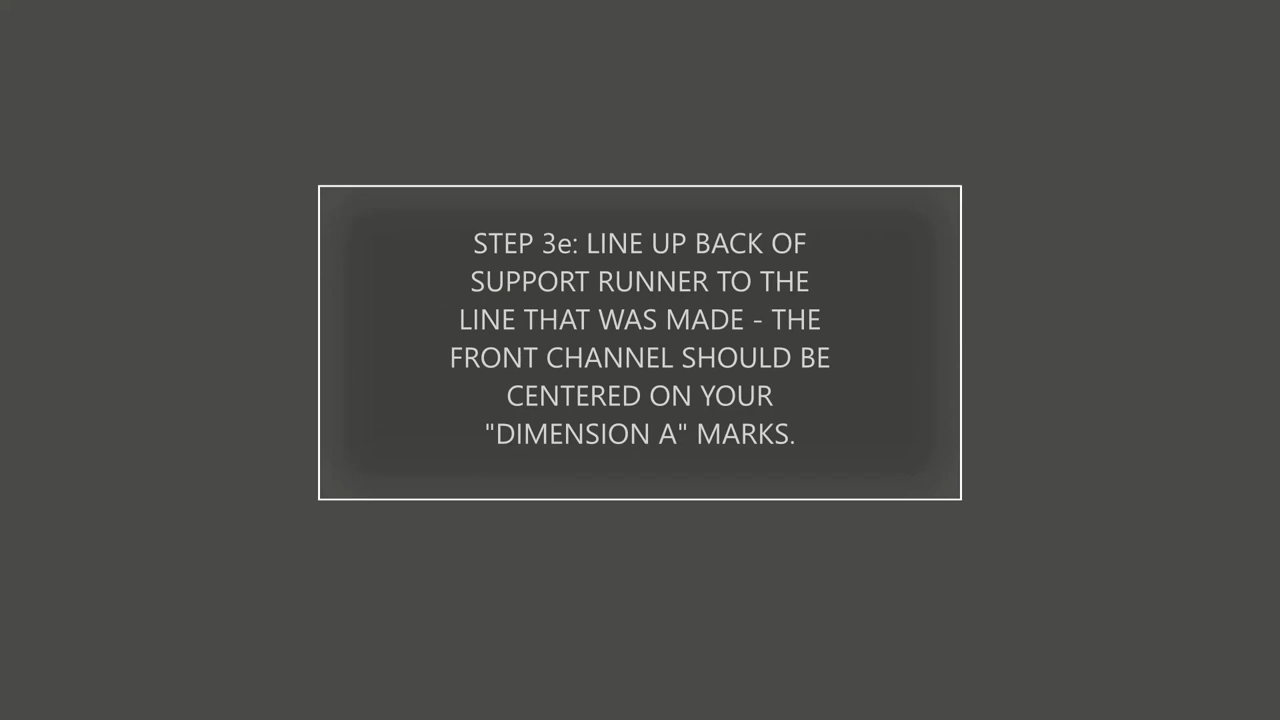 STEP 3e: LINE UP BACK OF
SUPPORT RUNNER TO THE
LINE THAT WAS MADE - THE
FRONT CHANNEL SHOULD BE
CENTERED ON YOUR
"DIMENSION A" MARKS.